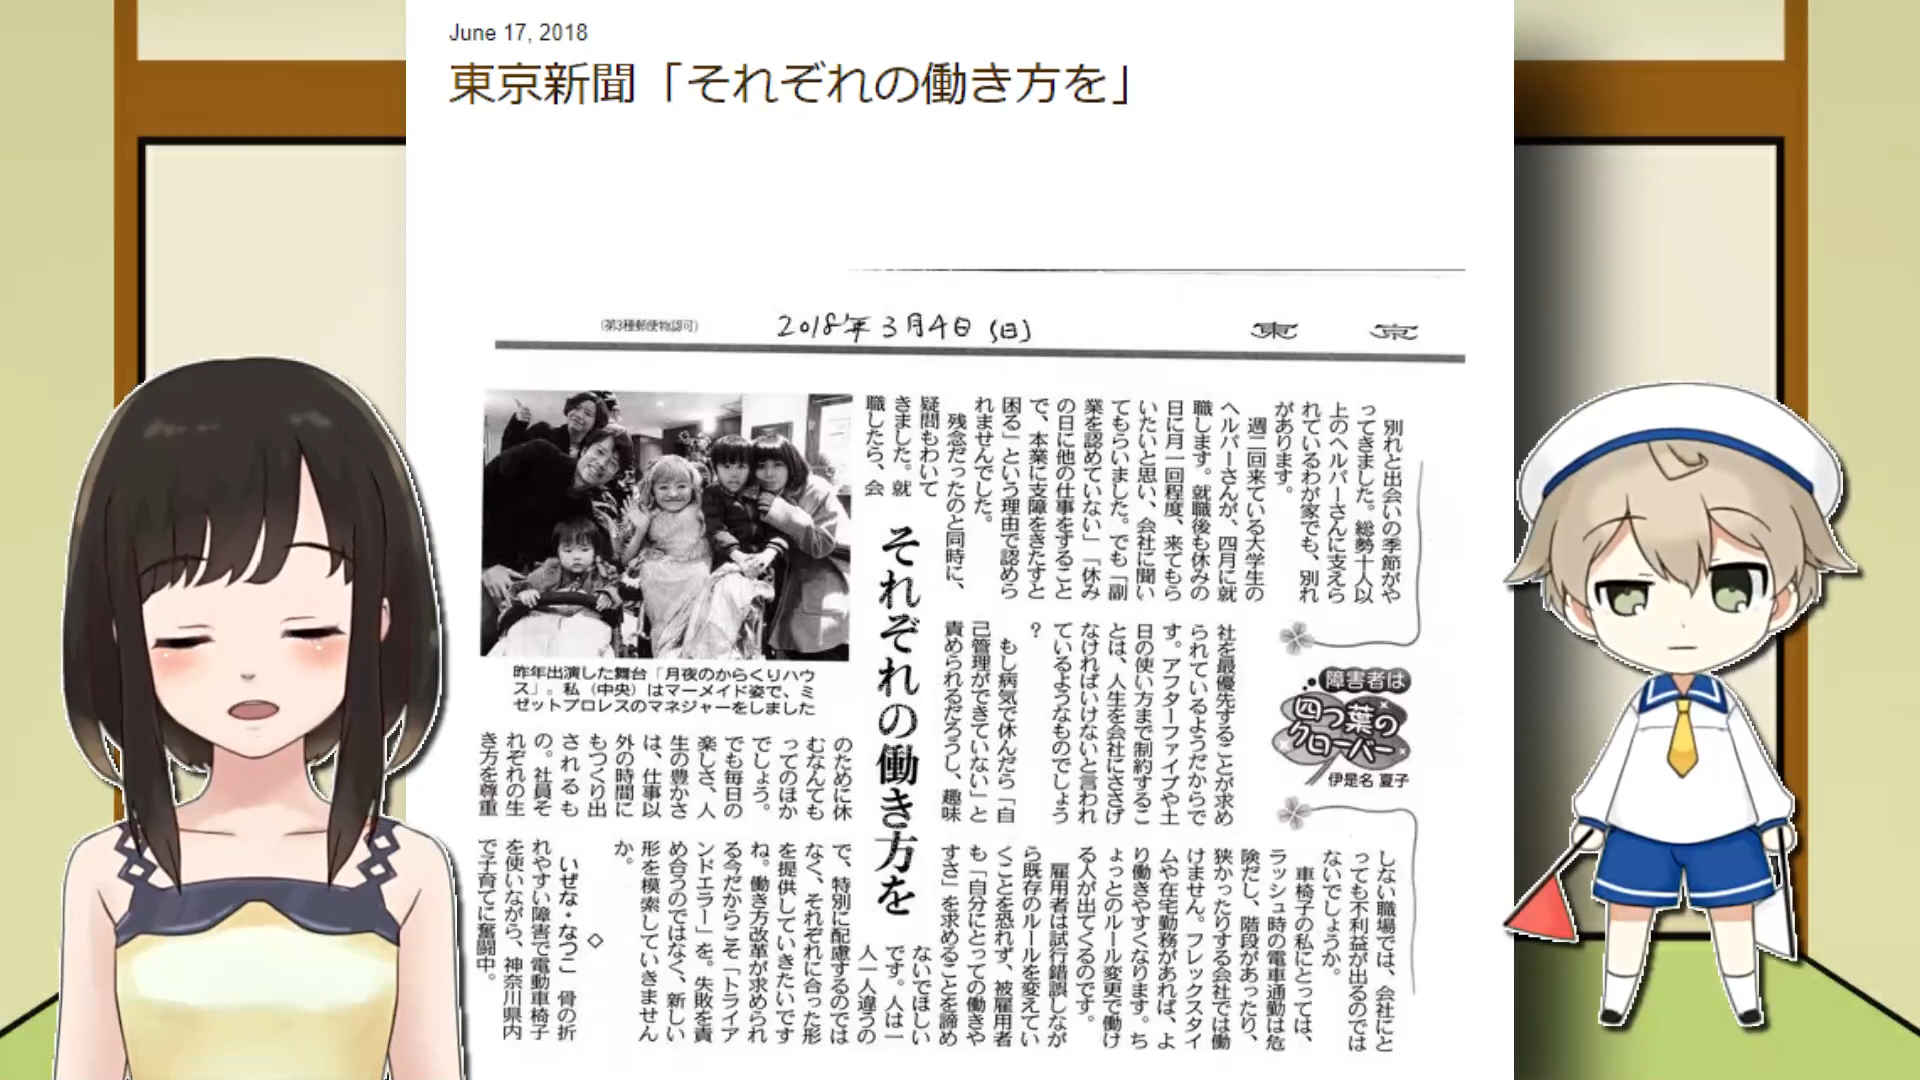 June 17, 2018
東京新聞「それぞれの働き方を」
(第3種郵便物認可)
2018年3月4日(日)
東 京
別れと出会いの季節がや
ってきました。総勢十人以
上のヘルパーさんに支えら
れているわが家でも、別れ
があります。
週二回来ている大学生の
ヘルパーさんが、四月に就
職します。就職後も休みの
日に月一回程度、来てもら
いたいと思い、会社に聞い
てもらいました。でも「副
業を認めていない」「休み
の日に他の仕事をすること
で、本業に支障をきたすと
困る」という理由で認めら
れませんでした。
残念だったのと同時に、
疑問もわいて
きました。就
職したら、会
社を最優先することが求め
られているようだからで
す。アフターファイブや土
日の使い方まで制約するこ
とは、人生を会社にささげ
なければいけないと言われ
ているようなものでしょう
?
もし病気で休んだら「自
己管理ができていない」と
責められるだろうし、趣味
のために休
むなんても
ってのほか
でしょう。
でも毎日の
楽しさ、人
生の豊かさ
は、仕事以
外の時間に
もつくり出
されるも
の。社員そ
れぞれの生
き方を尊重
しない職場では、会社にと
っても不利益が出るのでは
ないでしょうか。
車椅子の私にとっては、
ラッシュ時の電車通勤は危
険だし、階段があったり、
狭かったりする会社では働
けません。フレックスタイ
ムや在宅勤務があれば、よ
り働きやすくなります。ち
ょっとのルール変更で働け
る人が出てくるのです。
雇用者は試行錯誤しなが
ら既存のルールを変えてい
くことを恐れず、被雇用者
も「自分にとっての働きや
すさ」を求めることを諦め
ないでほしい
です。人は一
人一人違うの
で、特別に配慮するのでは
なく、それぞれに合った形
を提供していきたいです
ね。働き方改革が求められ
る今だからこそ「トライア
ンドエラー」を。失敗を責
め合うのではなく、新しい
形を模索していきません
か。
◇
いぜな・なつこ 骨の折
れやすい障害で電動車椅子
を使いながら、神奈川県内
で子育てに奮闘中。
それぞれの働き方を
障害者は
四つ葉の
クローバー
伊是名 夏子
昨年出演した舞台「月夜のからくりハウ
ス」。私(中央)はマーメイド姿で、ミ
ゼットプロレスのマネジャーをしました